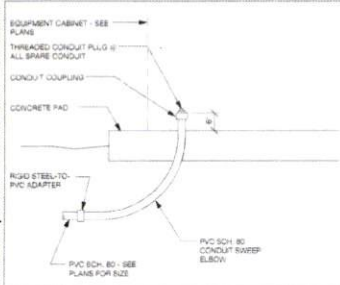 EQUIPMENT CABINET - SEE
PLANS
THREADED CONDUIT PLUG @
ALL SPARE CONDUIT
CONDUIT COUPLING
6"
CONCRETE PAD
RIGID STEEL-TO-
PVC ADAPTER
PVC SCH. 80
CONDUIT SWEEP
ELBOW
PVC SCH. 80 - SEE
PLANS FOR SIZE